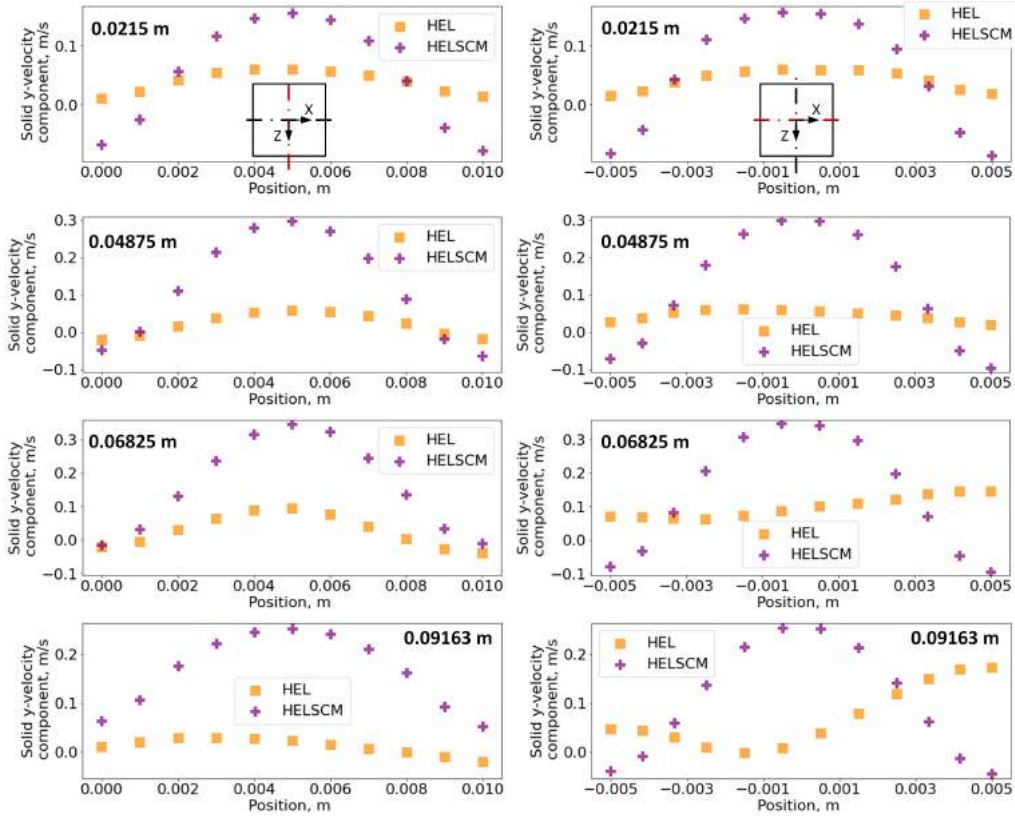 0.0215 m
HEL
HELSCM
Solid y-velocity
component, m/s
0.1
0.0
X
Z
0.000 0.002 0.004 0.006 0.008 0.010
Position, m
0.0215 m
HEL
HELSCM
Solid y-velocity
component, m/s
0.1
0.0
X
Z
−0.005 −0.003 −0.001 0.001 0.003 0.005
Position, m
0.04875 m
HEL
HELSCM
Solid y-velocity
component, m/s
0.3
0.2
0.1
0.0
−0.1
0.000 0.002 0.004 0.006 0.008 0.010
Position, m
0.04875 m
HEL
HELSCM
Solid y-velocity
component, m/s
0.3
0.2
0.1
0.0
−0.1
−0.005 −0.003 −0.001 0.001 0.003 0.005
Position, m
0.06825 m
HEL
HELSCM
Solid y-velocity
component, m/s
0.3
0.2
0.1
0.0
−0.1
0.000 0.002 0.004 0.006 0.008 0.010
Position, m
0.06825 m
HEL
HELSCM
Solid y-velocity
component, m/s
0.3
0.2
0.1
0.0
−0.1
−0.005 −0.003 −0.001 0.001 0.003 0.005
Position, m
0.09163 m
HEL
HELSCM
Solid y-velocity
component, m/s
0.2
0.0
0.000 0.002 0.004 0.006 0.008 0.010
Position, m
0.09163 m
HEL
HELSCM
Solid y-velocity
component, m/s
0.2
0.1
0.0
−0.005 −0.003 −0.001 0.001 0.003 0.005
Position, m